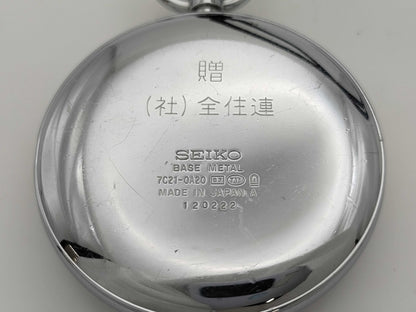 贈
(社)全住連
SEIKO
BASE METAL
7C21-0A20
MADE IN JAPAN A
120222